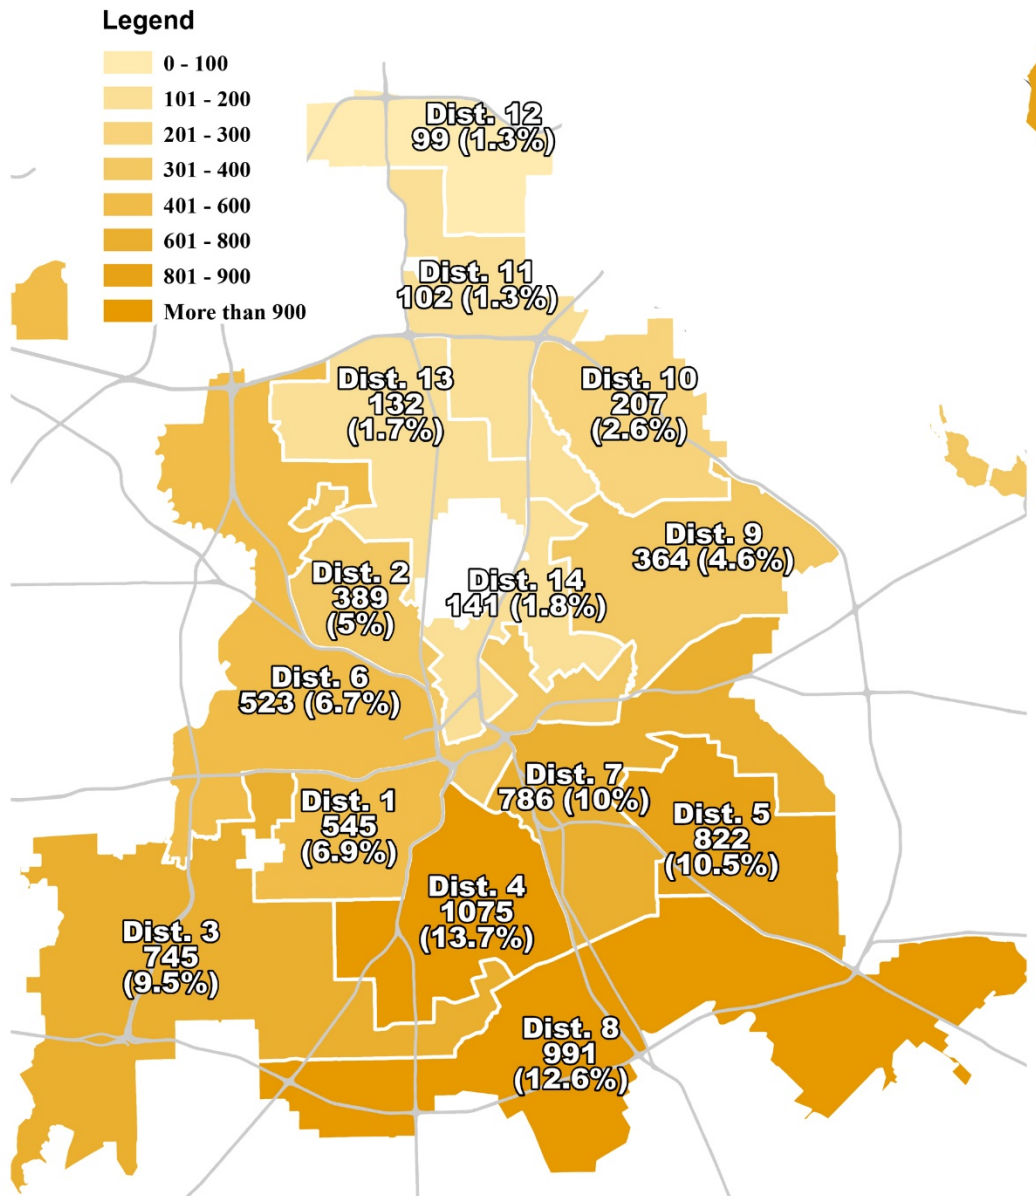 Legend
0 - 100
101 - 200
201 - 300
301 - 400
401 - 600
601 - 800
801 - 900
More than 900
Dist. 12
99 (1.3%)
Dist. 11
102 (1.3%)
Dist. 13
132
(1.7%)
Dist. 10
207
(2.6%)
Dist. 9
364 (4.6%)
Dist. 2
389
(5%)
Dist. 14
141 (1.8%)
Dist. 6
523 (6.7%)
Dist. 7
786 (10%)
Dist. 1
545
(6.9%)
Dist. 5
822
(10.5%)
Dist. 4
1075
(13.7%)
Dist. 3
745
(9.5%)
Dist. 8
991
(12.6%)